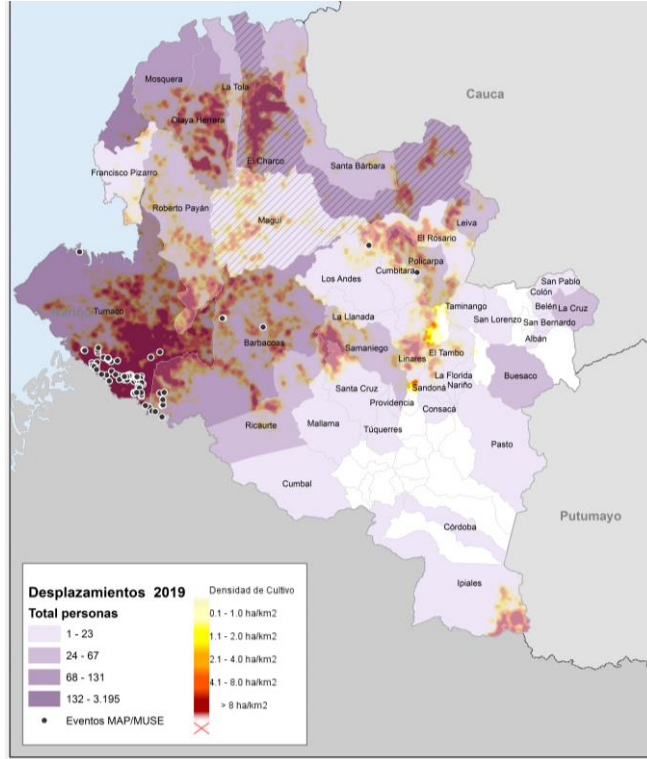 Mosquera
La Tola
Cauca
Olaya Herrera
El Charco
Santa Bárbara
Francisco Pizarro
Roberto Payán
Magüí
Leiva
El Rosario
Policarpa
Cumbitara
Los Andes
San Pablo
Colón
Taminango
Belén
La Cruz
San Lorenzo
San Bernardo
Albán
Tumaco
La Llanada
Barbacoas
Samaniego
Linares
El Tambo
La Florida
Buesaco
Santa Cruz
Sandoná
Nariño
Providencia
Consacá
Ricaurte
Mallama
Túquerres
Pasto
Cumbal
Putumayo
Córdoba
Ipiales
Desplazamientos 2019
Total personas
1 - 23
24 - 67
68 - 131
132 - 3.195
Eventos MAP/MUSE
Densidad de Cultivo
0.1 - 1.0 ha/km2
1.1 - 2.0 ha/km2
2.1 - 4.0 ha/km2
4.1 - 8.0 ha/km2
> 8 ha/km2